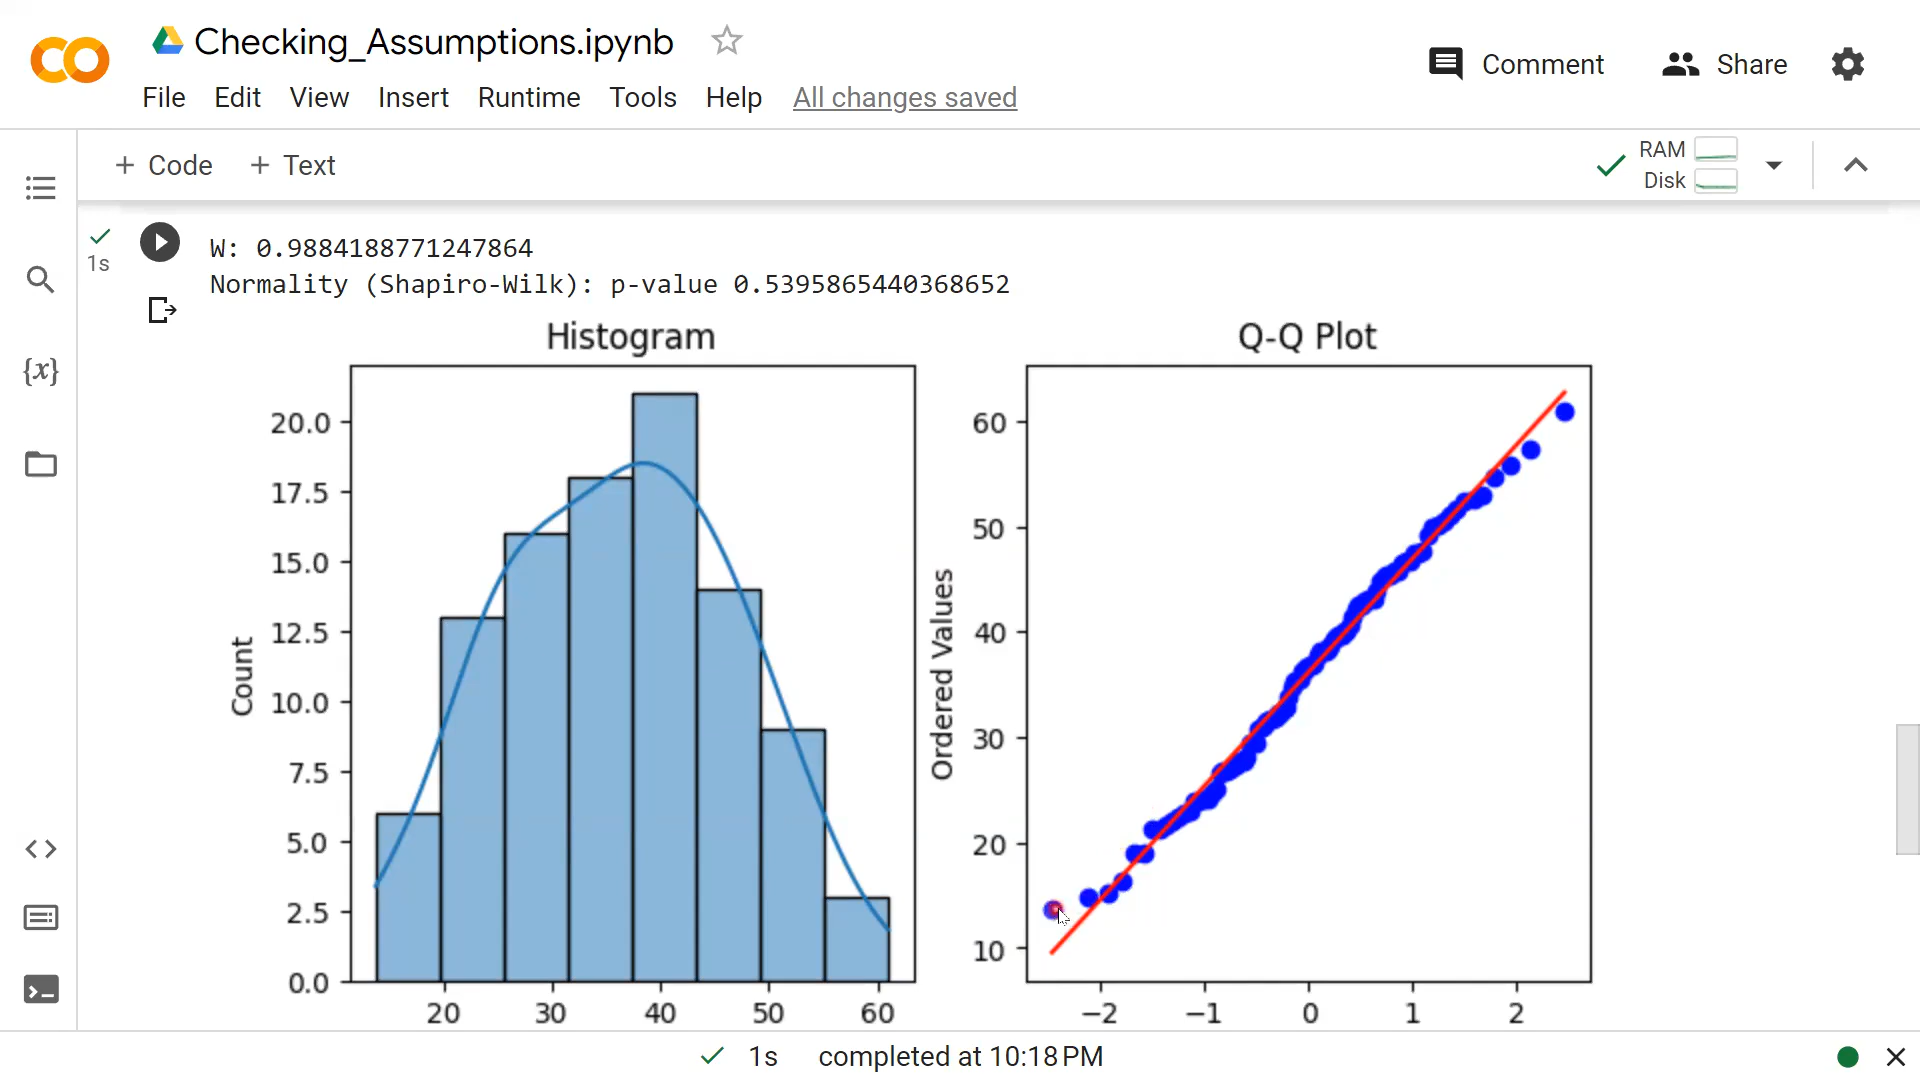 Checking_Assumptions.ipynb
File Edit View Insert Runtime Tools Help All changes saved
Comment Share
+ Code + Text
RAM
Disk
{x}
1s
W: 0.9884188771247864
Normality (Shapiro-Wilk): p-value 0.5395865440368652
Histogram
Count
20.0
17.5
15.0
12.5
10.0
7.5
5.0
2.5
0.0
20 30 40 50 60
Q-Q Plot
Ordered Values
60
50
40
30
20
10
−2 −1 0 1 2
1s completed at 10:18 PM